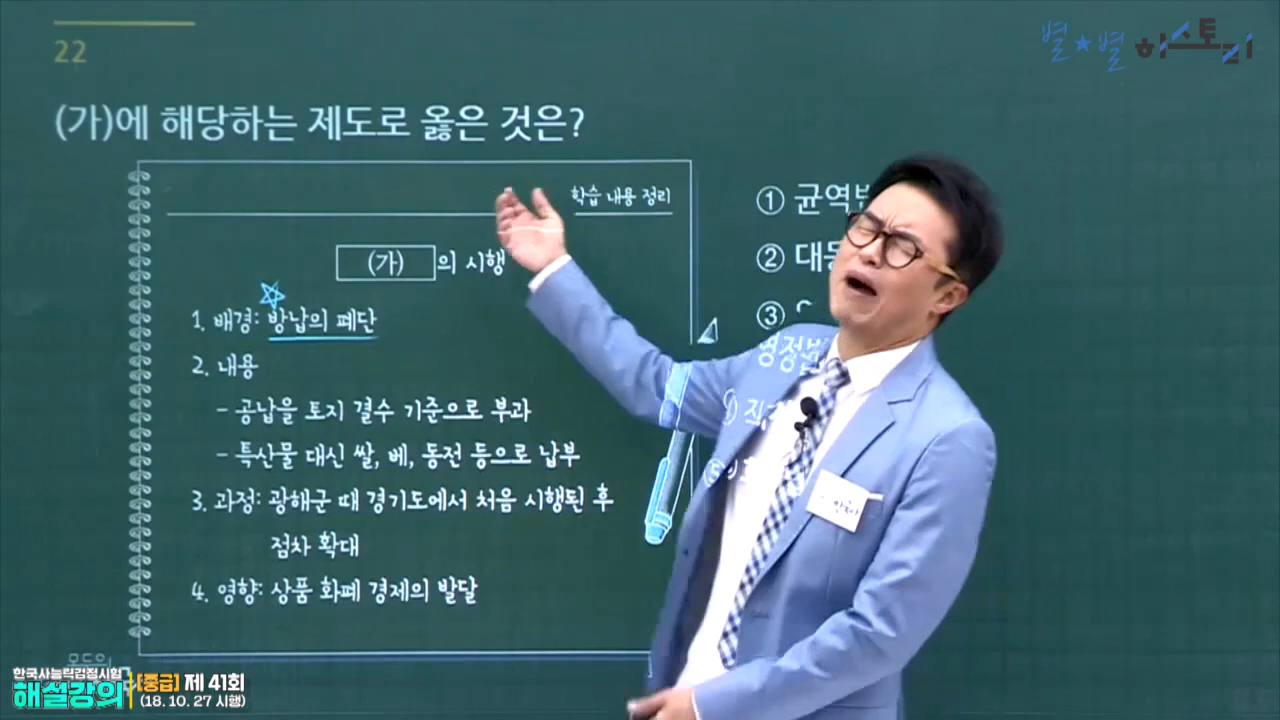 22
별★별 히스토리
(가)에 해당하는 제도로 옳은 것은?
학습 내용 정리
(가)의 시행
1. 배경: 방납의 폐단
2. 내용
- 공납을 토지 결수 기준으로 부과
- 특산물 대신 쌀, 베, 동전 등으로 납부
3. 과정: 광해군 때 경기도에서 처음 시행된 후
점차 확대
4. 영향: 상품 화폐 경제의 발달
① 균역
②
③
⑤
한국사능력검정시험
해설강의
[중급] 제 41회
(18. 10. 27 시행)